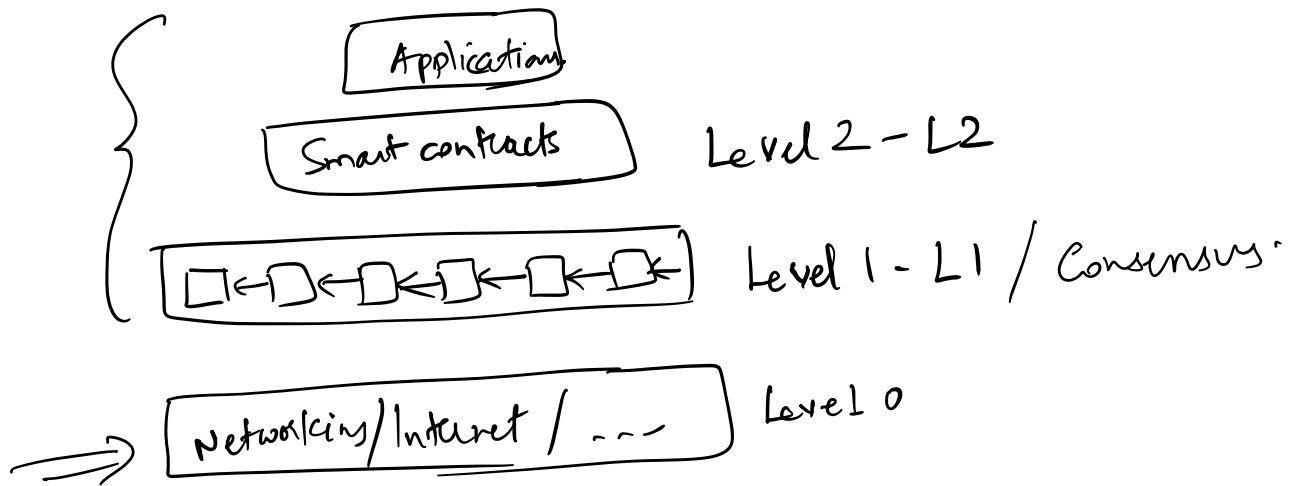 Applications
Smart contracts Level 2 - L2
Level 1 - L1 / Consensus.
Networking/Internet / ---- Level 0